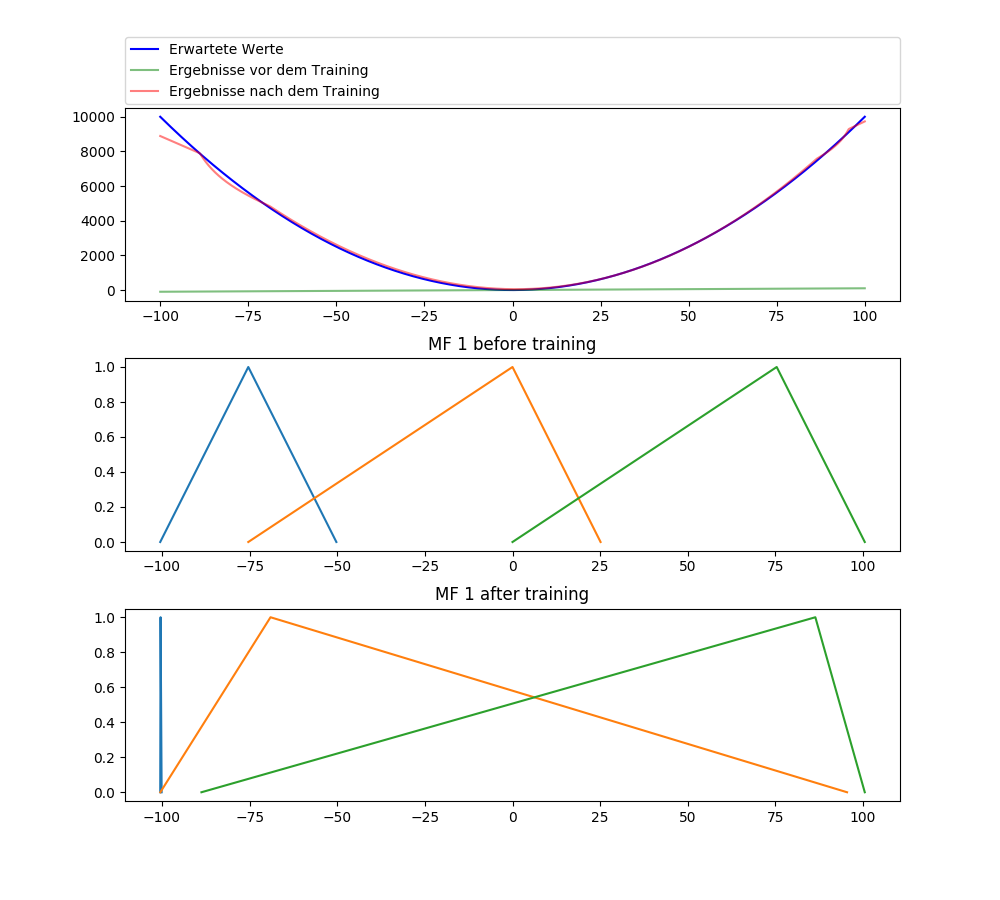 Erwartete Werte
Ergebnisse vor dem Training
Ergebnisse nach dem Training
10000
8000
6000
4000
2000
0
−100 −75 −50 −25 0 25 50 75 100
MF 1 before training
1.0
0.8
0.6
0.4
0.2
0.0
−100 −75 −50 −25 0 25 50 75 100
MF 1 after training
1.0
0.8
0.6
0.4
0.2
0.0
−100 −75 −50 −25 0 25 50 75 100